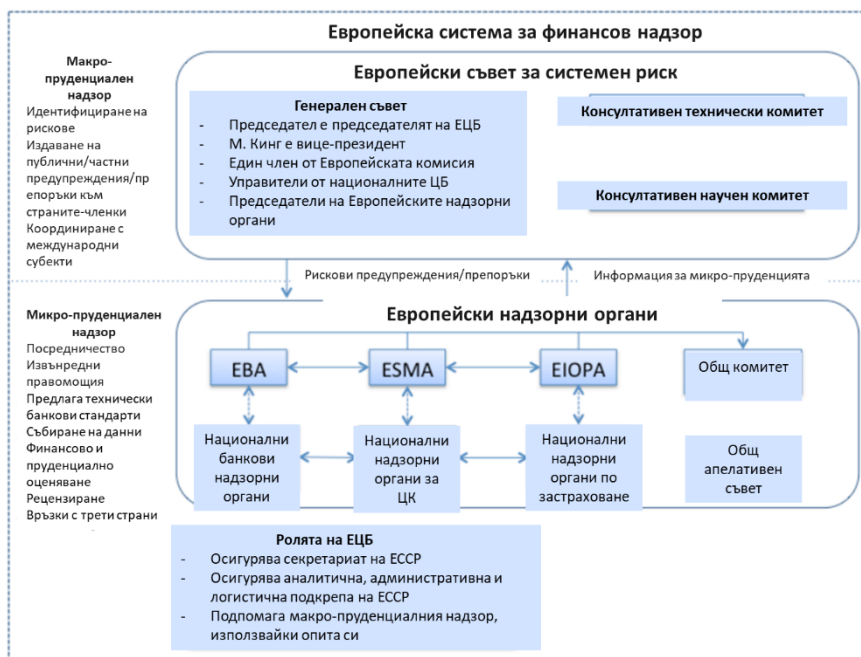 Европейска система за финансов надзор
Макро-
пруденциален
надзор
Идентифициране на
рискове
Издаване на
публични/частни
предупреждения/пр
епоръки към
страните-членки
Координиране с
международни
субекти
Европейски съвет за системен риск
Генерален съвет
- Председател е председателят на ЕЦБ
- М. Кинг е вице-президент
- Един член от Европейската комисия
- Управители от националните ЦБ
- Председатели на Европейските надзорни
органи
Консултативен технически комитет
Консултативен научен комитет
Рискови предупреждения/препоръки
Информация за микро-пруденцията
Микро-пруденциален
надзор
Посредничество
Извънредни
правомощия
Предлага технически
банкови стандарти
Събиране на данни
Финансово и
пруденциално
оценяване
Рецензиране
Връзки с трети страни
Европейски надзорни органи
EBA
ESMA
EIOPA
Общ комитет
Национални
банкови
надзорни
органи
Национални
надзорни
органи за
ЦК
Национални
надзорни
органи по
застраховане
Общ
апелативен
съвет
Ролята на ЕЦБ
- Осигурява секретариат на ЕССР
- Осигурява аналитична, административна и
логистична подкрепа на ЕССР
- Подпомага макро-пруденциалния надзор,
използвайки опита си